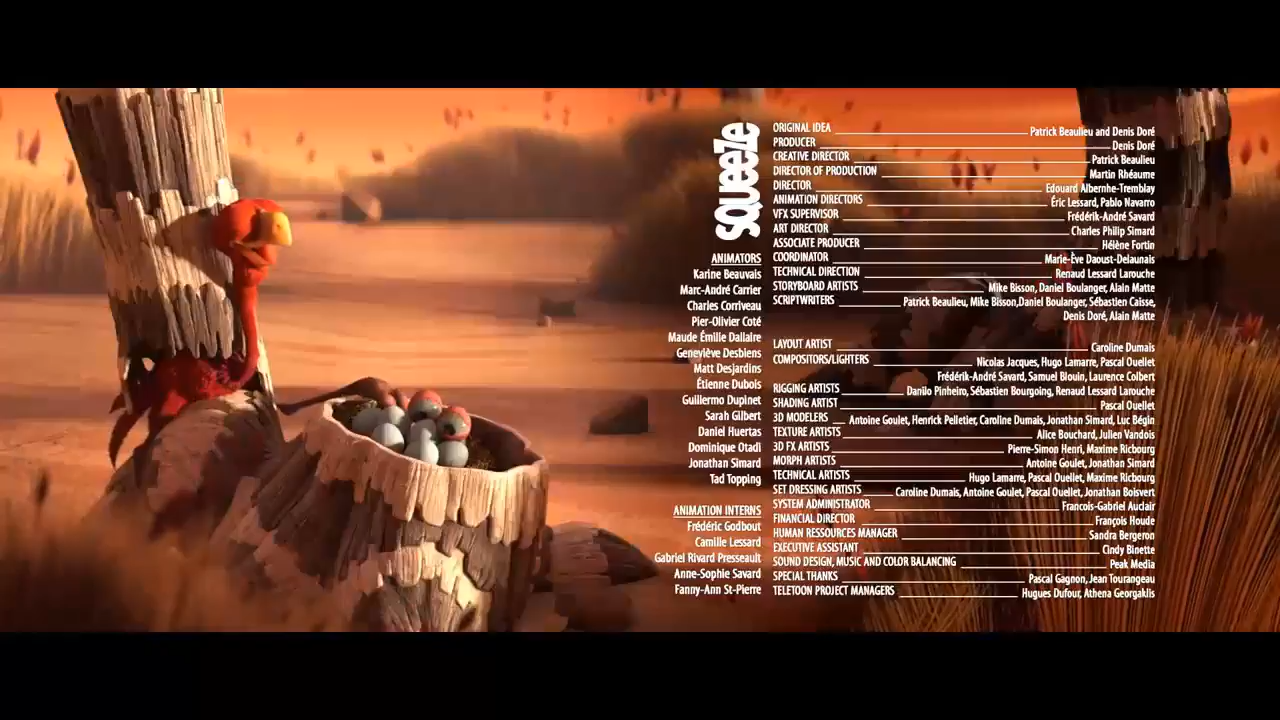 squeeze
ANIMATORS
Karine Beauvais
Marc-André Carrier
Charles Corriveau
Pier-Olivier Coté
Maude Émilie Dallaire
Geneviève Desbiens
Matt Desjardins
Étienne Dubois
Guillermo Dupinet
Sarah Gilbert
Daniel Huertas
Dominique Otadi
Jonathan Simard
Tad Topping
ANIMATION INTERNS
Frédéric Godbout
Camille Lessard
Gabriel Rivard Presseault
Anne-Sophie Savard
Fanny-Ann St-Pierre
ORIGINAL IDEA Patrick Beaulieu and Denis Doré
PRODUCER Denis Doré
CREATIVE DIRECTOR Patrick Beaulieu
DIRECTOR OF PRODUCTION Martin Rhéaume
DIRECTOR Edouard Albernhe-Tremblay
ANIMATION DIRECTORS Éric Lessard, Pablo Navarro
VFX SUPERVISOR Frédérik-André Savard
ART DIRECTOR Charles Philip Simard
ASSOCIATE PRODUCER Hélène Fortin
COORDINATOR Marie-Ève Daoust-Delaunais
TECHNICAL DIRECTION Renaud Lessard Larouche
STORYBOARD ARTISTS Mike Bisson, Daniel Boulanger, Alain Matte
SCRIPTWRITERS Patrick Beaulieu, Mike Bisson,Daniel Boulanger, Sébastien Caisse,
Denis Doré, Alain Matte
LAYOUT ARTIST Caroline Dumais
COMPOSITORS/LIGHTERS Nicolas Jacques, Hugo Lamarre, Pascal Ouellet
Frédérik-André Savard, Samuel Blouin, Laurence Colbert
RIGGING ARTISTS Danilo Pinheiro, Sébastien Bourgoing, Renaud Lessard Larouche
SHADING ARTIST Pascal Ouellet
3D MODELERS Antoine Goulet, Henrick Pelletier, Caroline Dumais, Jonathan Simard, Luc Bégin
TEXTURE ARTISTS Alice Bouchard, Julien Vandois
3D FX ARTISTS Pierre-Simon Henri, Maxime Ricbourg
MORPH ARTISTS Antoine Goulet, Jonathan Simard
TECHNICAL ARTISTS Hugo Lamarre, Pascal Ouellet, Maxime Ricbourg
SET DRESSING ARTISTS Caroline Dumais, Antoine Goulet, Pascal Ouellet, Jonathan Boisvert
SYSTEM ADMINISTRATOR Francois-Gabriel Auclair
FINANCIAL DIRECTOR François Houde
HUMAN RESSOURCES MANAGER Sandra Bergeron
EXECUTIVE ASSISTANT Cindy Binette
SOUND DESIGN, MUSIC AND COLOR BALANCING Peak Media
SPECIAL THANKS Pascal Gagnon, Jean Tourangeau
TELETOON PROJECT MANAGERS Hugues Dufour, Athena Georgaklis